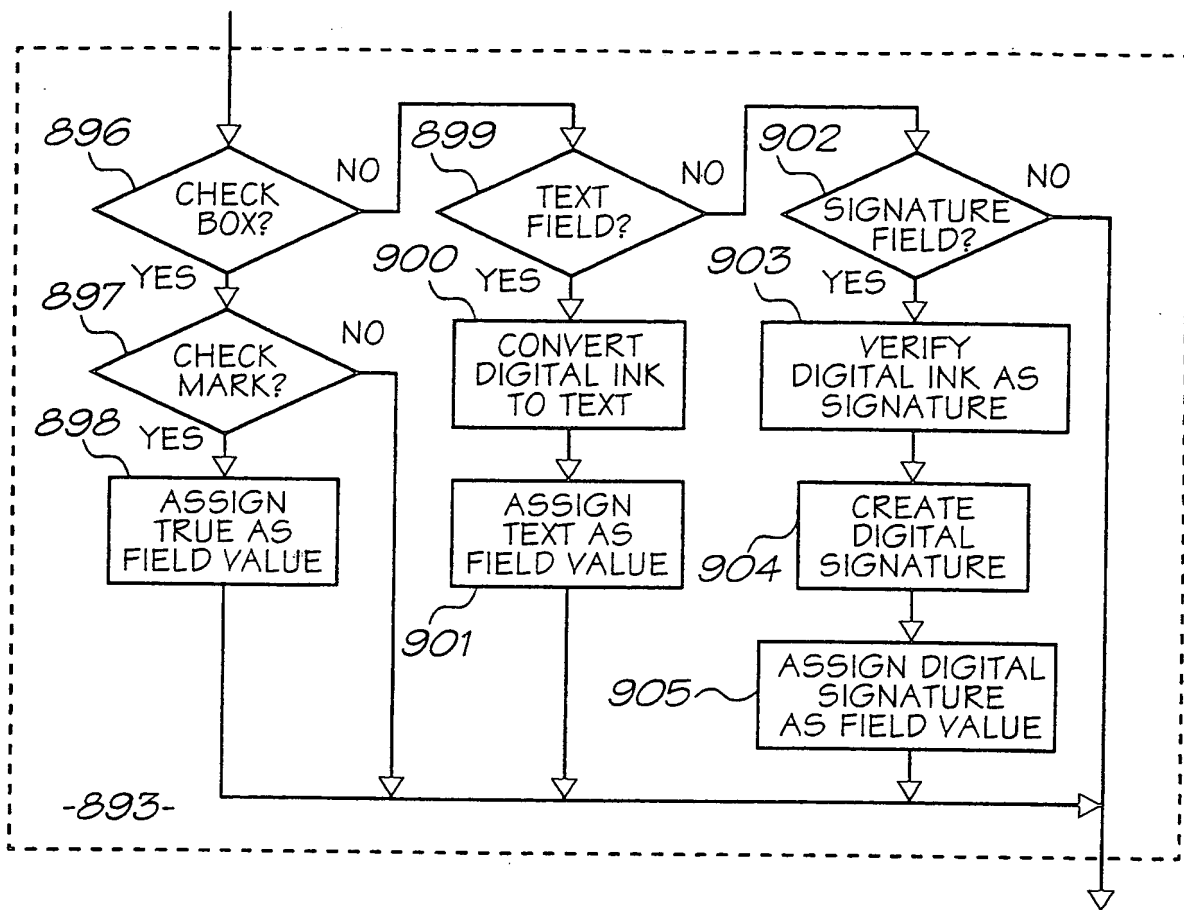 896
CHECK
BOX?
NO
YES
897
CHECK
MARK?
NO
YES
898
ASSIGN
TRUE AS
FIELD VALUE
899
TEXT
FIELD?
NO
YES
900
CONVERT
DIGITAL INK
TO TEXT
ASSIGN
TEXT AS
FIELD VALUE
901
902
SIGNATURE
FIELD?
NO
YES
903
VERIFY
DIGITAL INK AS
SIGNATURE
904
CREATE
DIGITAL
SIGNATURE
905
ASSIGN DIGITAL
SIGNATURE
AS FIELD VALUE
-893-